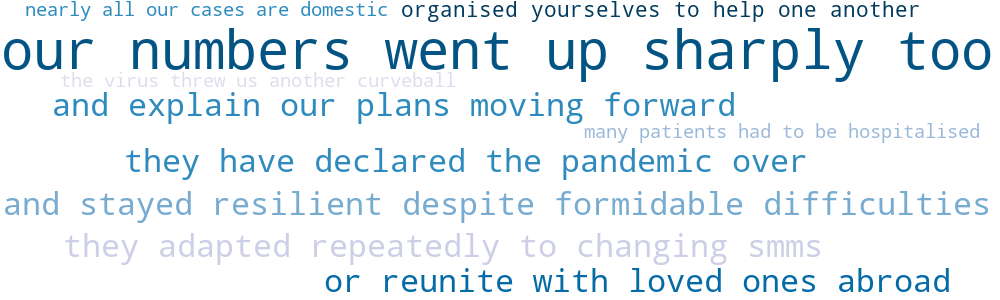 nearly all our cases are domestic
organised yourselves to help one another
our numbers went up sharply too
the virus threw us another curveball
and explain our plans moving forward
many patients had to be hospitalised
they have declared the pandemic over
and stayed resilient despite formidable difficulties
they adapted repeatedly to changing smms
or reunite with loved ones abroad